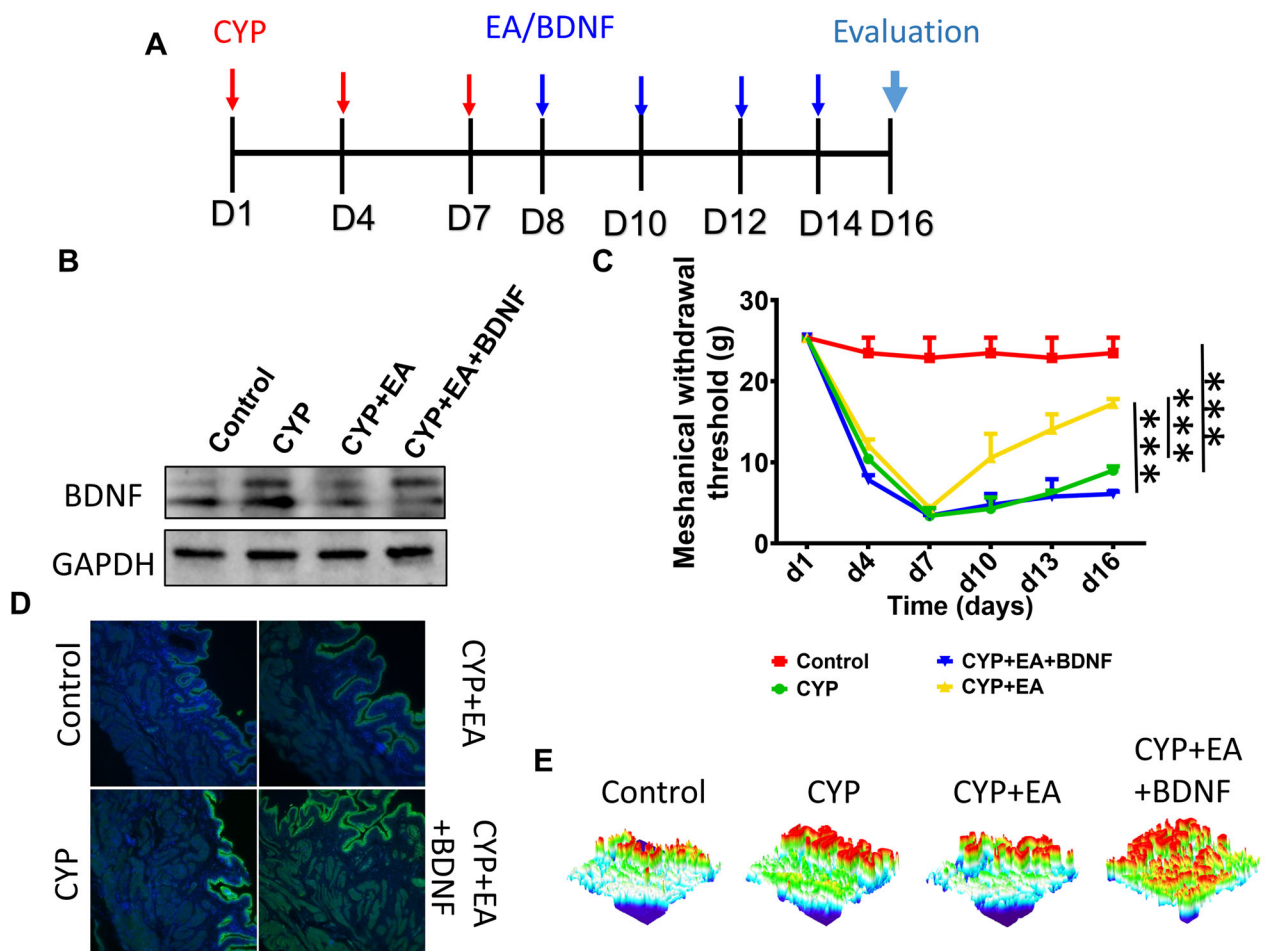 A
CYP
EA/BDNF
Evaluation
D1
D4
D7
D8
D10
D12
D14
D16
B
Control
CYP
CYP+EA
CYP+EA+BDNF
BDNF
GAPDH
C
Meshanical withdrawal
threshold (g)
30
20
10
0
d1
d4
d7
d10
d13
d16
Time (days)
***
***
***
Control
CYP
CYP+EA+BDNF
CYP+EA
D
Control
CYP+EA
CYP
CYP+EA
+BDNF
E
Control
CYP
CYP+EA
CYP+EA
+BDNF